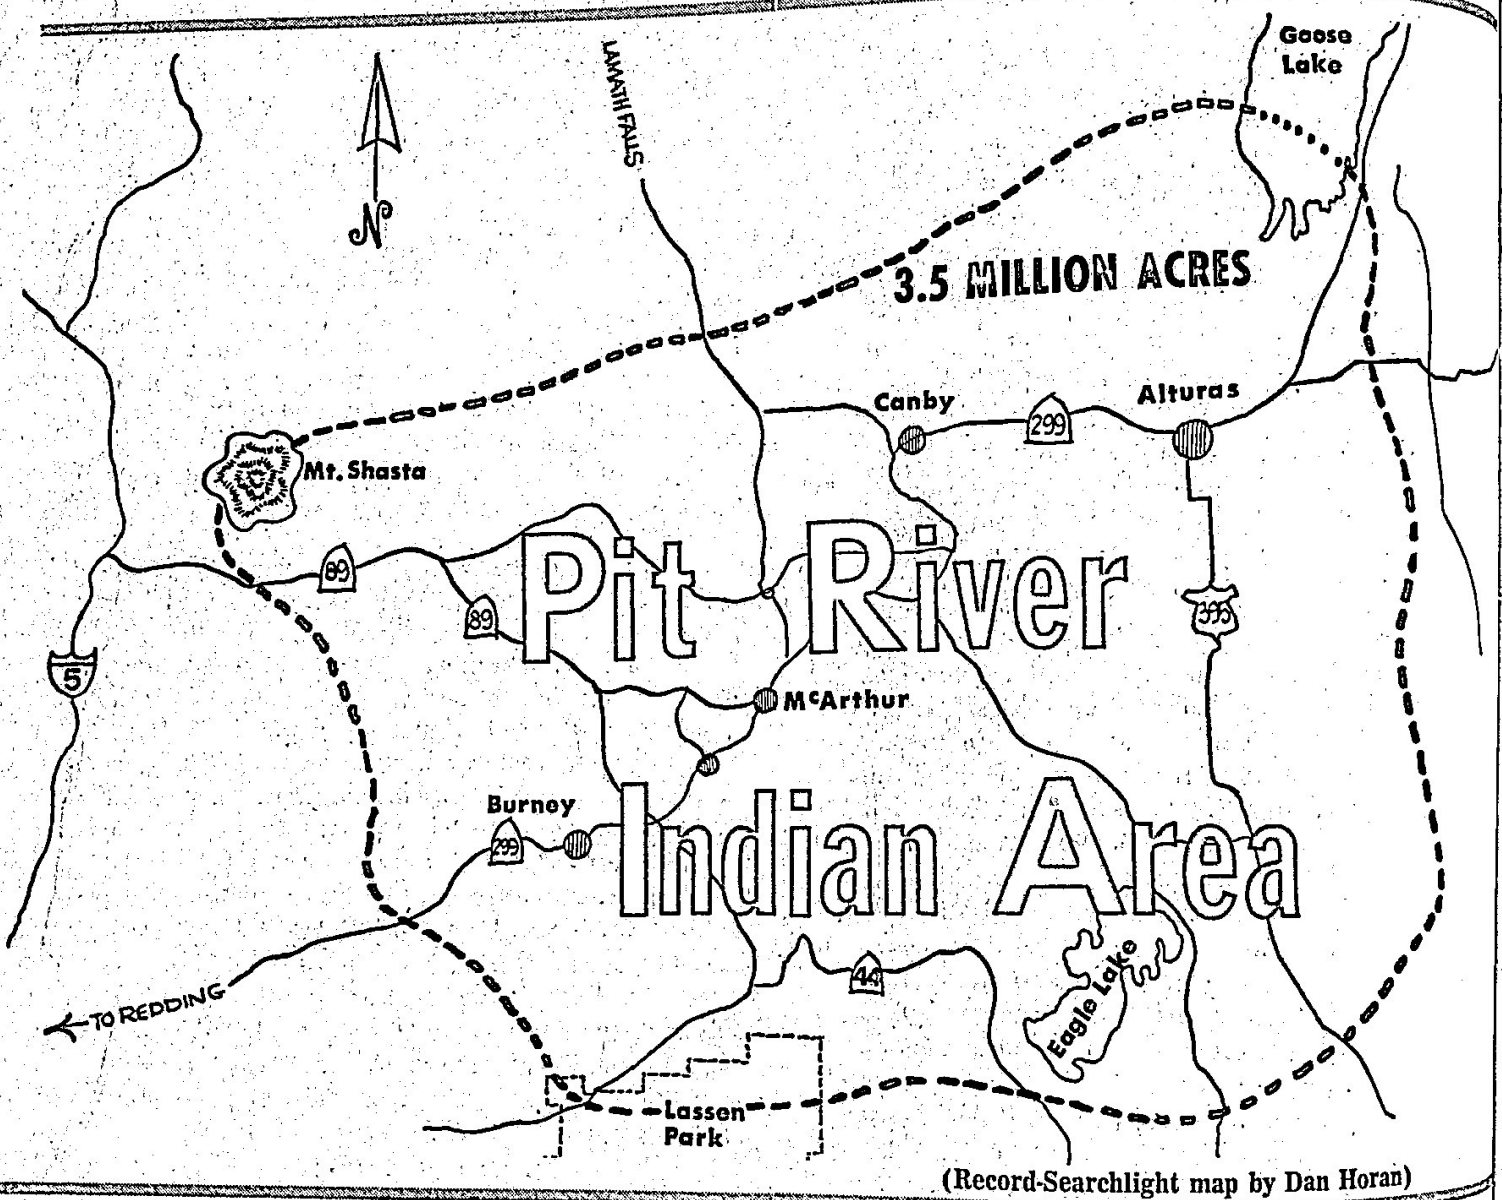 Goose
Lake
LAMATH FALLS
N
3.5 MILLION ACRES
Canby
299
Alturas
Mt. Shasta
89
Pit River
89
395
5
McArthur
Burney
299
Indian Area
44
Eagle Lake
←TO REDDING
Lassen
Park
(Record-Searchlight map by Dan Horan)